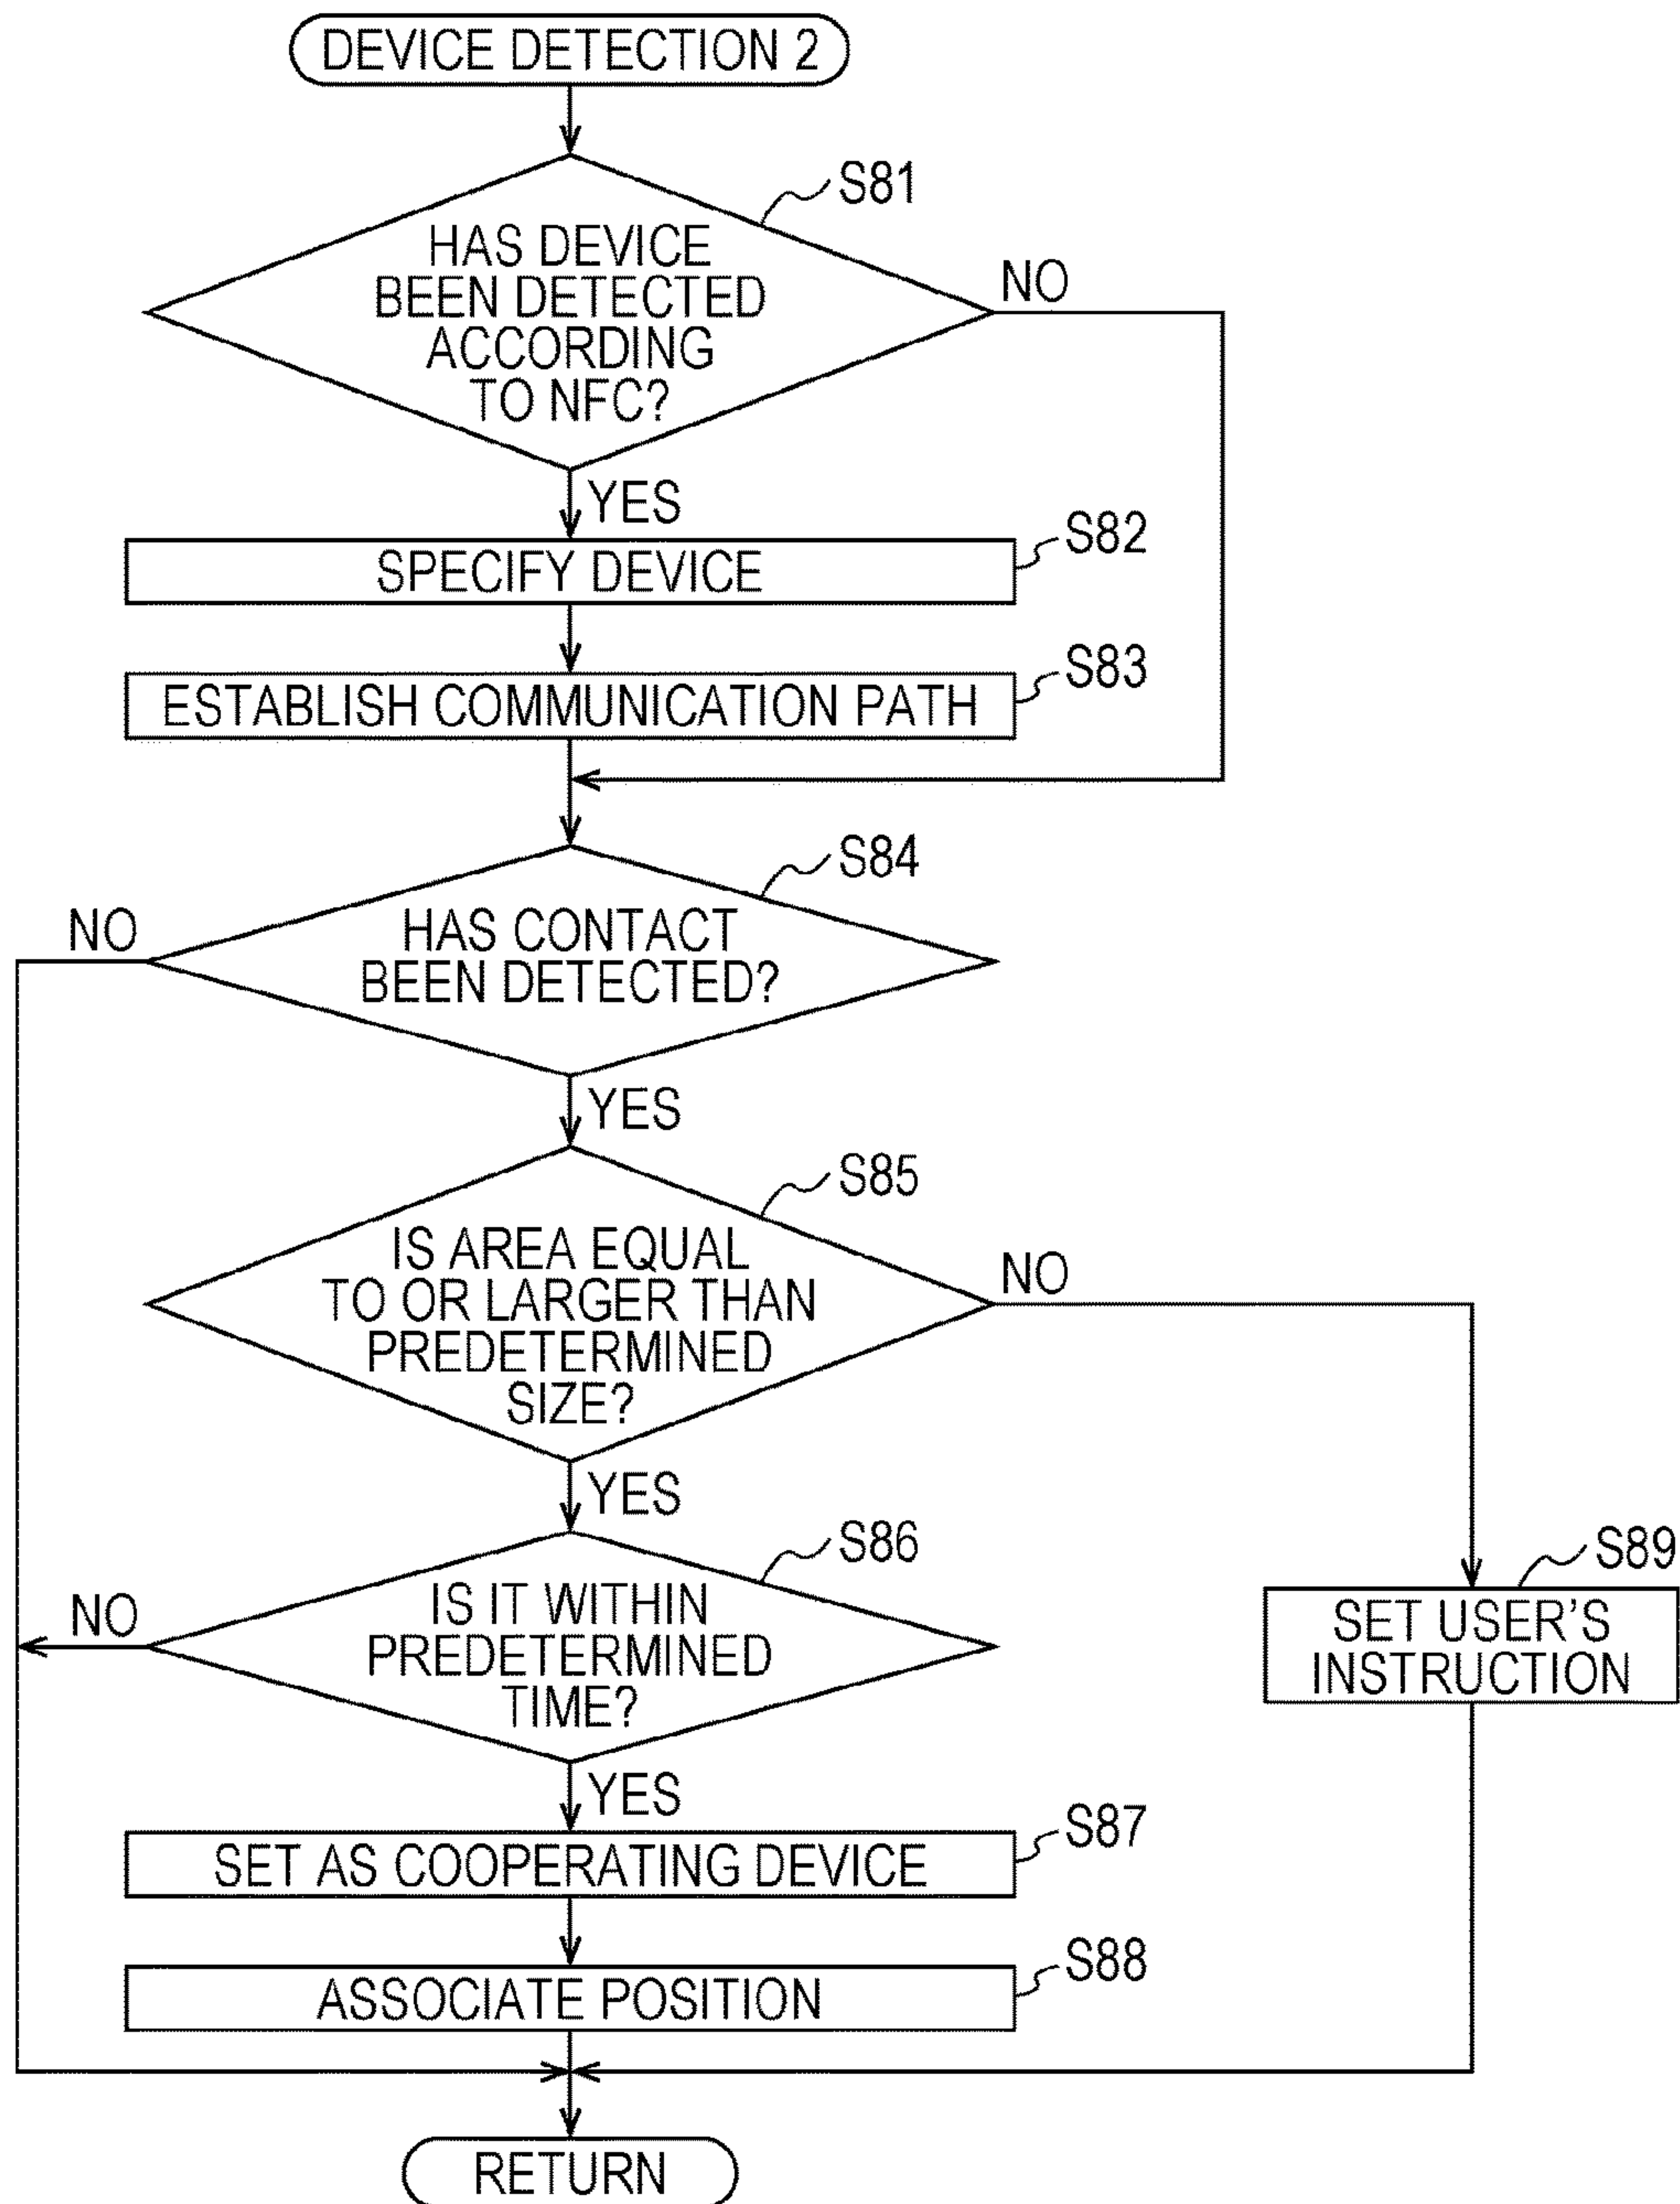 DEVICE DETECTION 2
S81
HAS DEVICE
BEEN DETECTED
ACCORDING
TO NFC?
NO
YES
S82
SPECIFY DEVICE
S83
ESTABLISH COMMUNICATION PATH
S84
NO
HAS CONTACT
BEEN DETECTED?
YES
S85
IS AREA EQUAL
TO OR LARGER THAN
PREDETERMINED
SIZE?
NO
YES
S86
NO
IS IT WITHIN
PREDETERMINED
TIME?
S89
SET USER'S
INSTRUCTION
YES
S87
SET AS COOPERATING DEVICE
S88
ASSOCIATE POSITION
RETURN